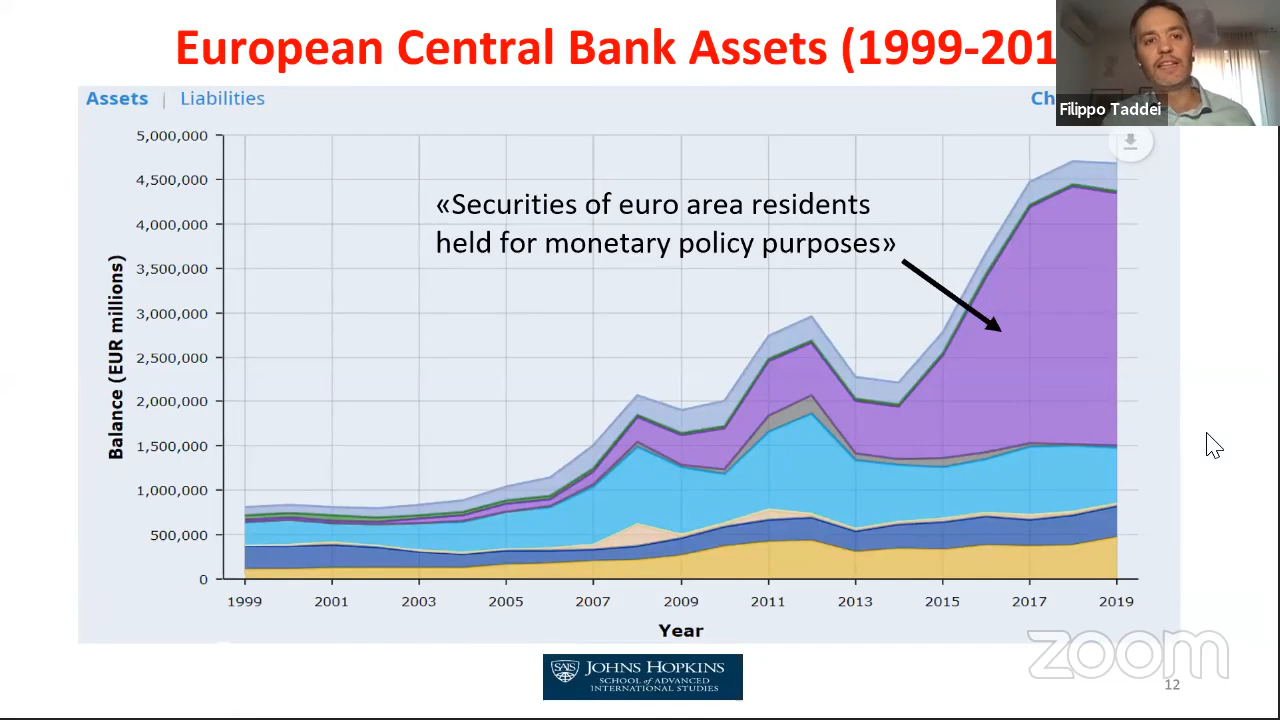 European Central Bank Assets (1999-201
Filippo Taddei
Assets | Liabilities
Ch
Balance (EUR millions)
5,000,000
4,500,000
4,000,000
3,500,000
3,000,000
2,500,000
2,000,000
1,500,000
1,000,000
500,000
0
«Securities of euro area residents
held for monetary policy purposes»
1999 2001 2003 2005 2007 2009 2011 2013 2015 2017 2019
Year
SAIS
JOHNS HOPKINS
SCHOOL of ADVANCED
INTERNATIONAL STUDIES
zoom
12